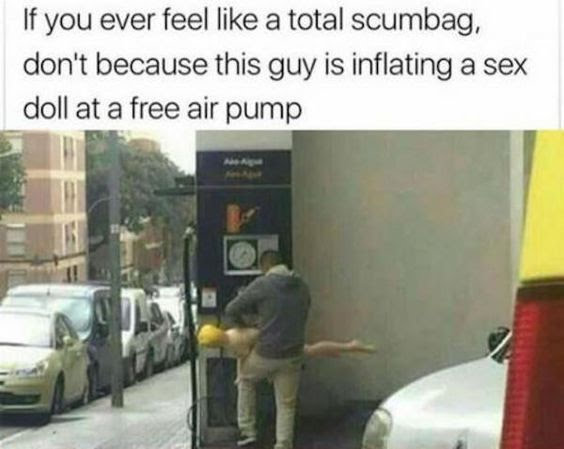 If you ever feel like a total scumbag,
don't because this guy is inflating a sex
doll at a free air pump